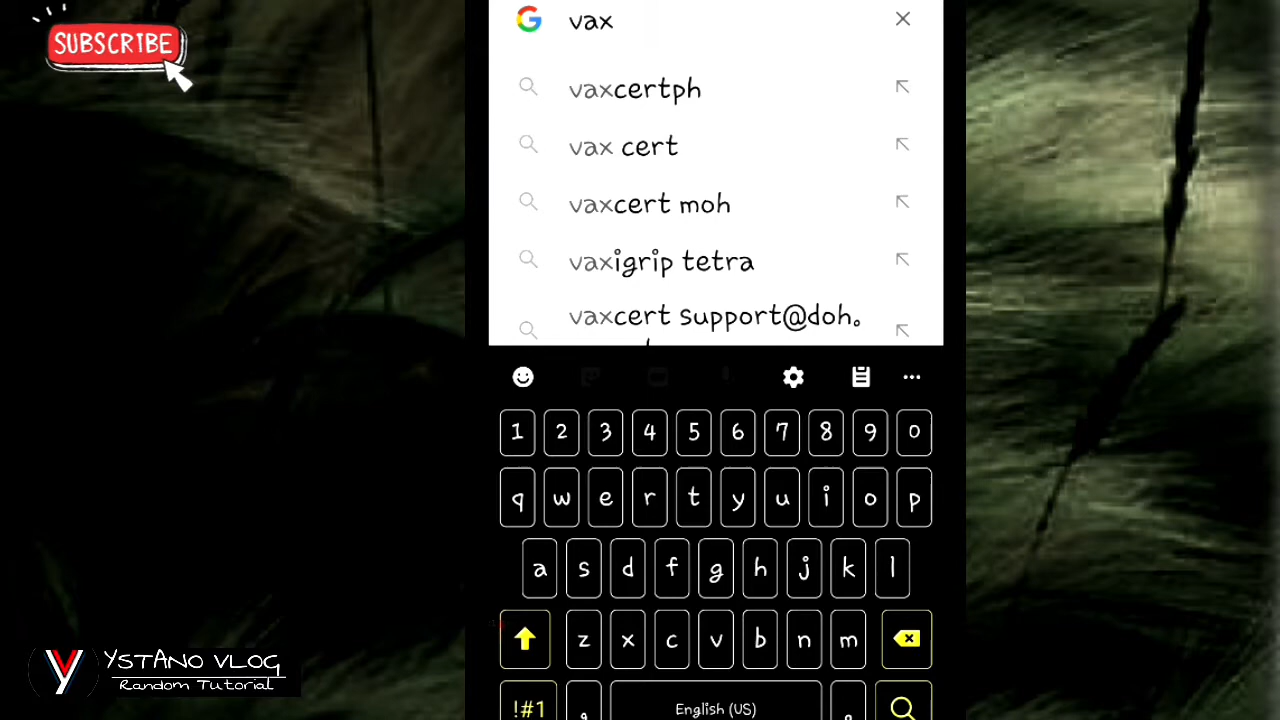 SUBSCRIBE
vax
vaxcertph
vax cert
vaxcert moh
vaxigrip tetra
vaxcert support@doh.
1 2 3 4 5 6 7 8 9 0
q w e r t y u i o p
a s d f g h j k l
z x c v b n m
!#1 , English (US) .
YSTANO VLOG
Random Tutorial